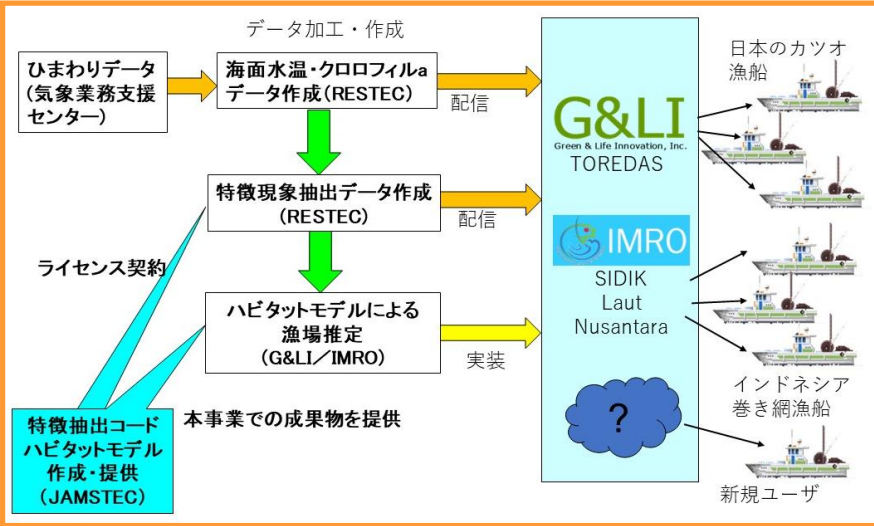 データ加工・作成
ひまわりデータ
(気象業務支援
センター)
海面水温・クロロフィルa
データ作成(RESTEC)
配信
特徴現象抽出データ作成
(RESTEC)
配信
ライセンス契約
ハビタットモデルによる
漁場推定
(G&LI/IMRO)
実装
特徴抽出コード
ハビタットモデル
作成・提供
(JAMSTEC)
本事業での成果物を提供
G&LI
Green & Life Innovation, Inc.
TOREDAS
IMRO
SIDIK
Laut
Nusantara
?
日本のカツオ
漁船
インドネシア
巻き網漁船
新規ユーザ